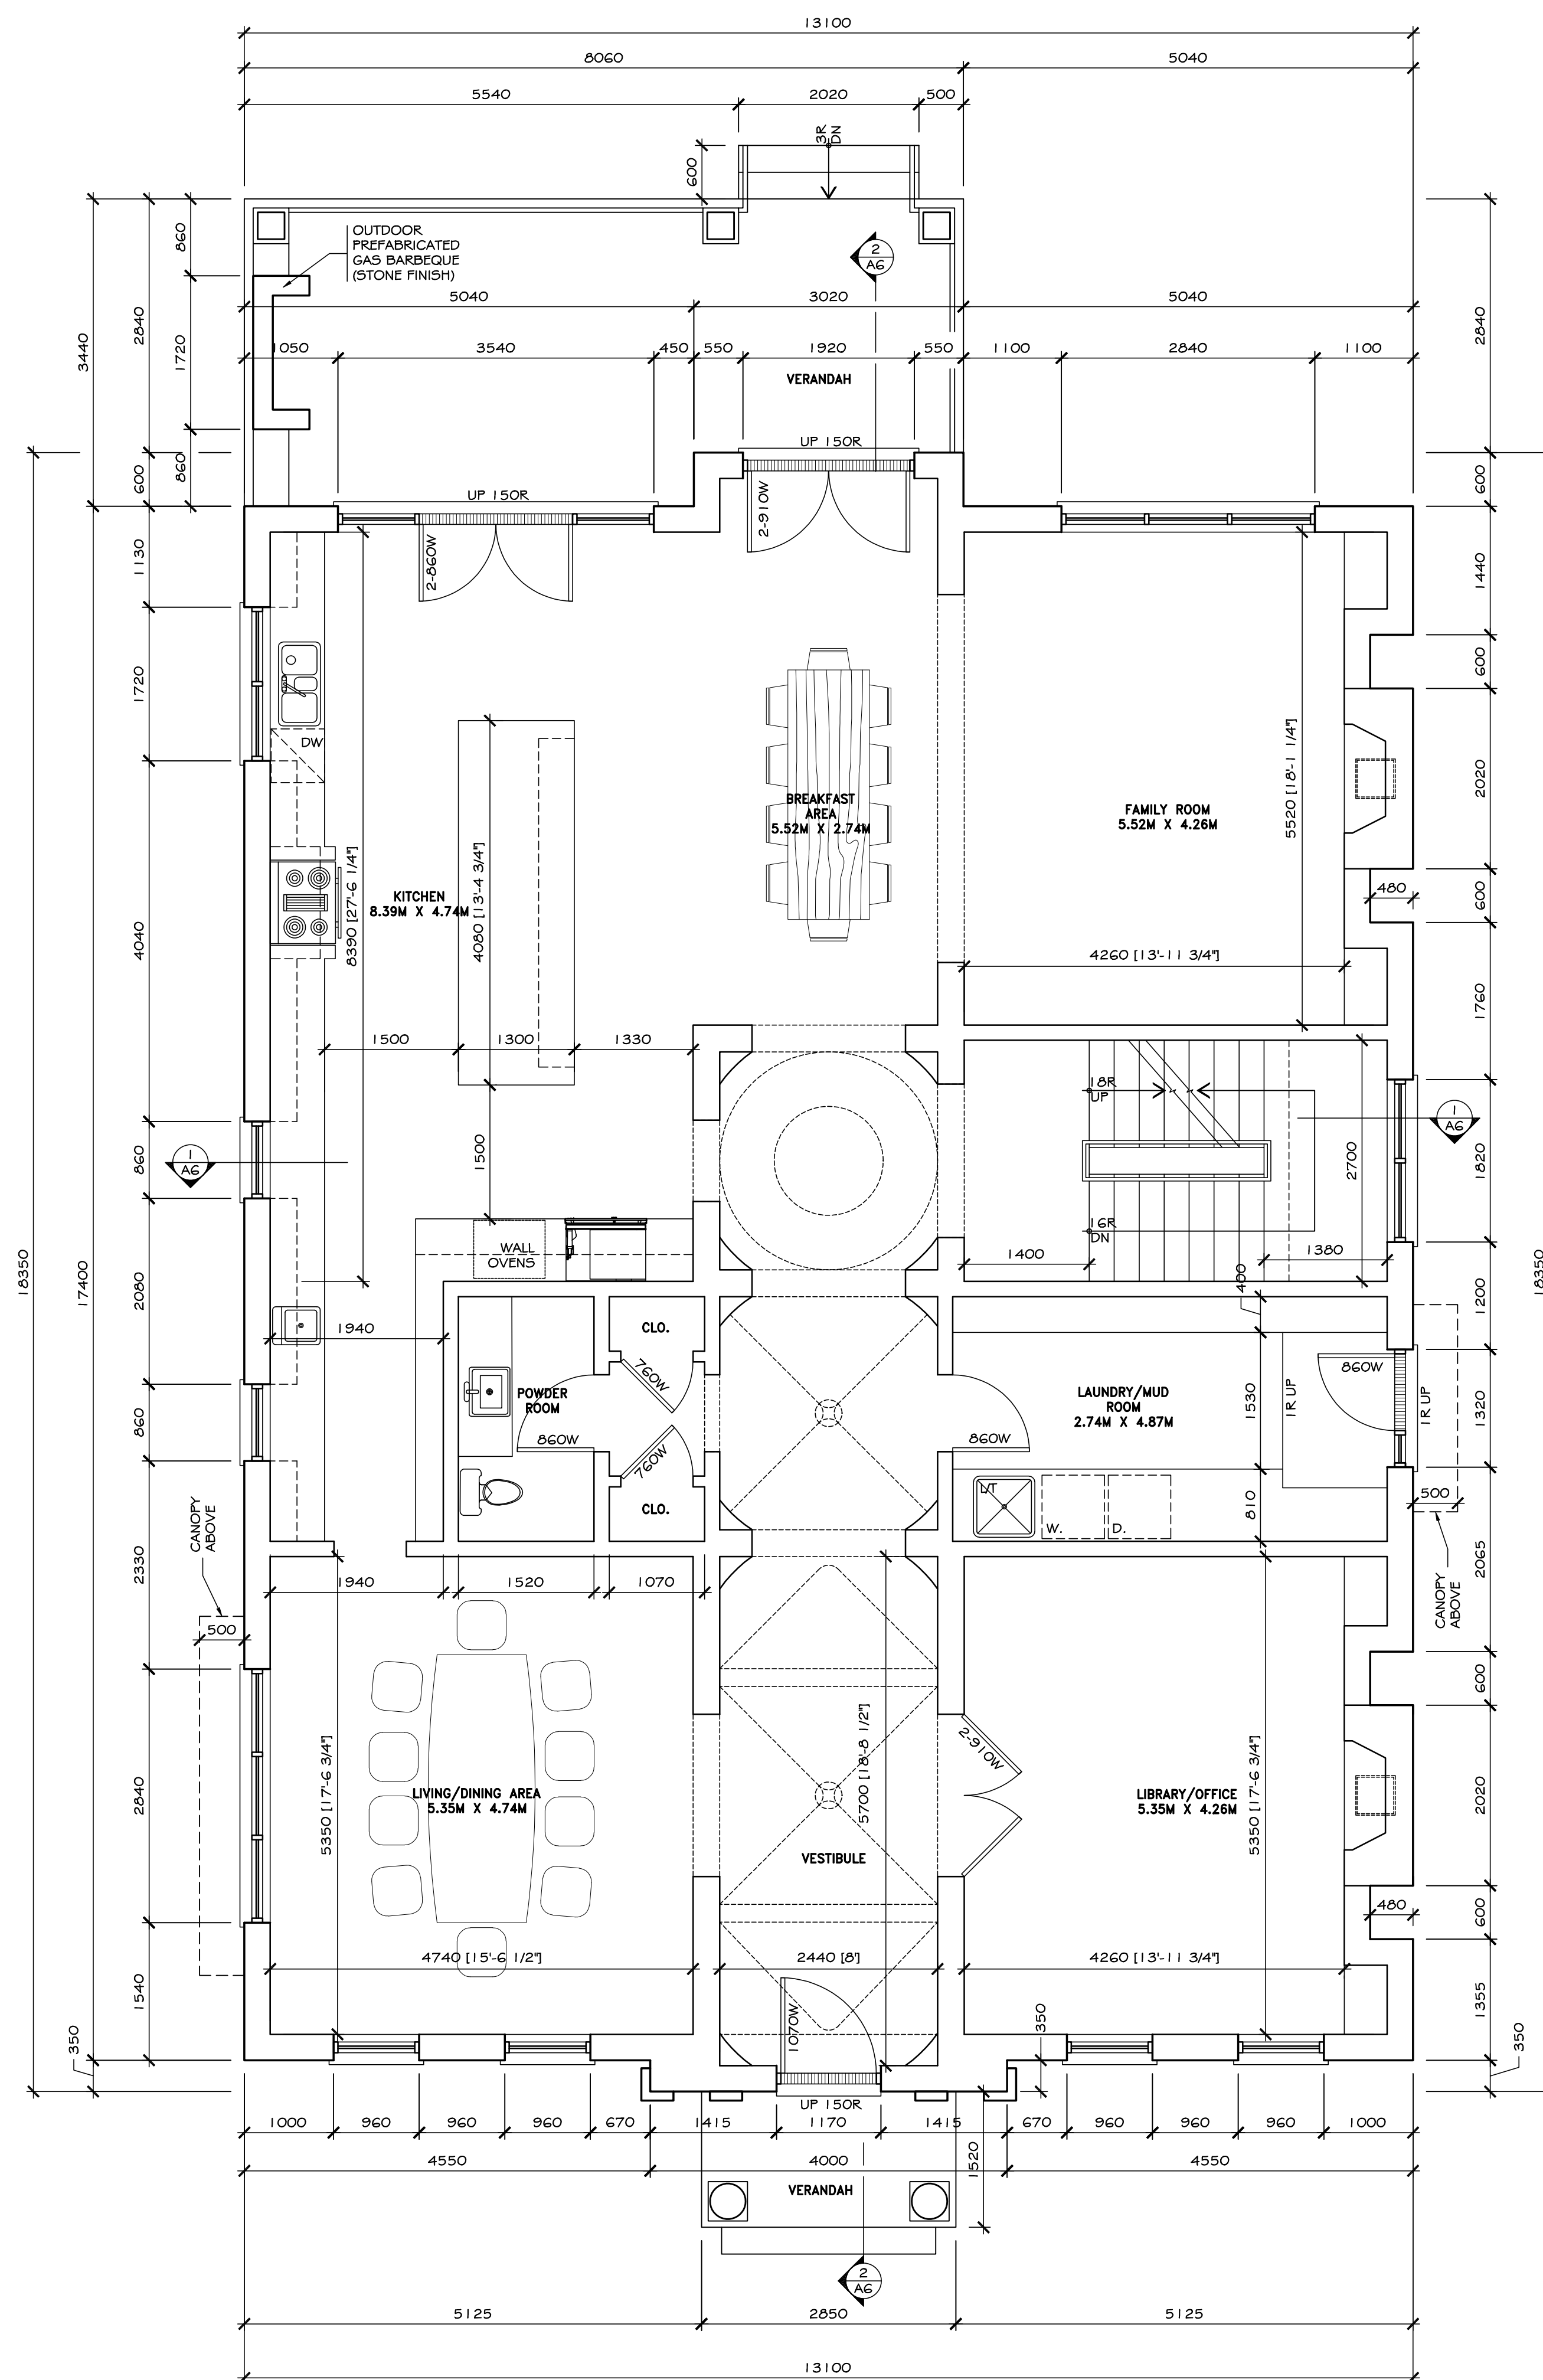 13100
8060
5040
5540
2020
500
3R
DN
600
860
OUTDOOR
PREFABRICATED
GAS BARBEQUE
(STONE FINISH)
2
A6
5040
3020
5040
2840
3440
1720
2840
1050
3540
450
550
1920
550
1100
2840
1100
VERANDAH
UP 150R
600
860
600
UP 150R
2-860W
2-910W
1130
1440
600
1720
DW
5520 [18'-1 1/4"]
2020
BREAKFAST
AREA
5.52M X 2.74M
FAMILY ROOM
5.52M X 4.26M
KITCHEN
8.39M X 4.74M
8390 [27'-6 1/4"]
4080 [13'-4 3/4"]
480
600
4040
4260 [13'-11 3/4"]
1760
1500
1300
1330
18R
UP
1
A6
1
A6
860
1500
2700
1820
16R
DN
WALL
OVENS
1400
1380
18350
17400
2080
400
1200
18350
1940
CLO.
760W
860W
POWDER
ROOM
LAUNDRY/MUD
ROOM
2.74M X 4.87M
1530
1R UP
1R UP
1320
860
860W
760W
860W
L/T
CLO.
W.
D.
810
500
CANOPY
ABOVE
2330
2065
1940
1520
1070
CANOPY
ABOVE
500
600
2-910W
5350 [17'-6 3/4"]
5700 [18'-8 1/2"]
5350 [17'-6 3/4"]
2840
LIVING/DINING AREA
5.35M X 4.74M
LIBRARY/OFFICE
5.35M X 4.26M
2020
VESTIBULE
480
600
4740 [15'-6 1/2"]
2440 [8']
4260 [13'-11 3/4"]
1540
1355
1070W
350
350
350
UP 150R
1000
960
960
960
670
1415
1170
1415
670
960
960
960
1000
4550
4000
4550
1520
VERANDAH
2
A6
5125
2850
5125
13100